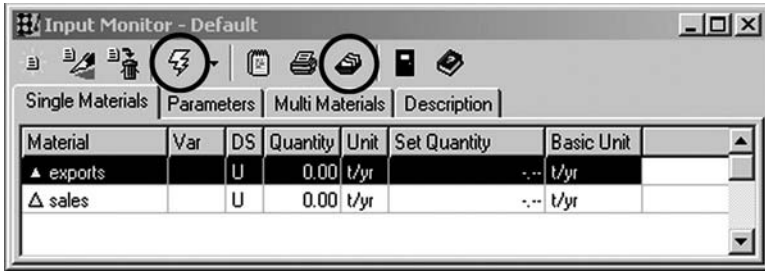 Input Monitor - Default
Single Materials Parameters Multi Materials Description
Material Var DS Quantity Unit Set Quantity Basic Unit
exports U 0.00 t/yr -.-- t/yr
sales U 0.00 t/yr -.-- t/yr